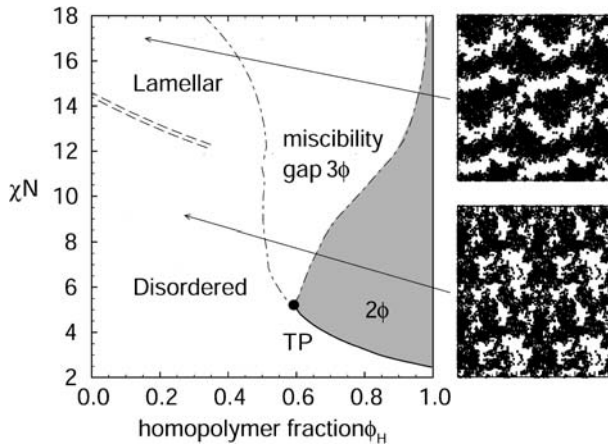 18
16
14
12
10
8
6
4
2
χN
Lamellar
miscibility
gap 3ϕ
Disordered
2ϕ
TP
0.0 0.2 0.4 0.6 0.8 1.0
homopolymer fractionϕH